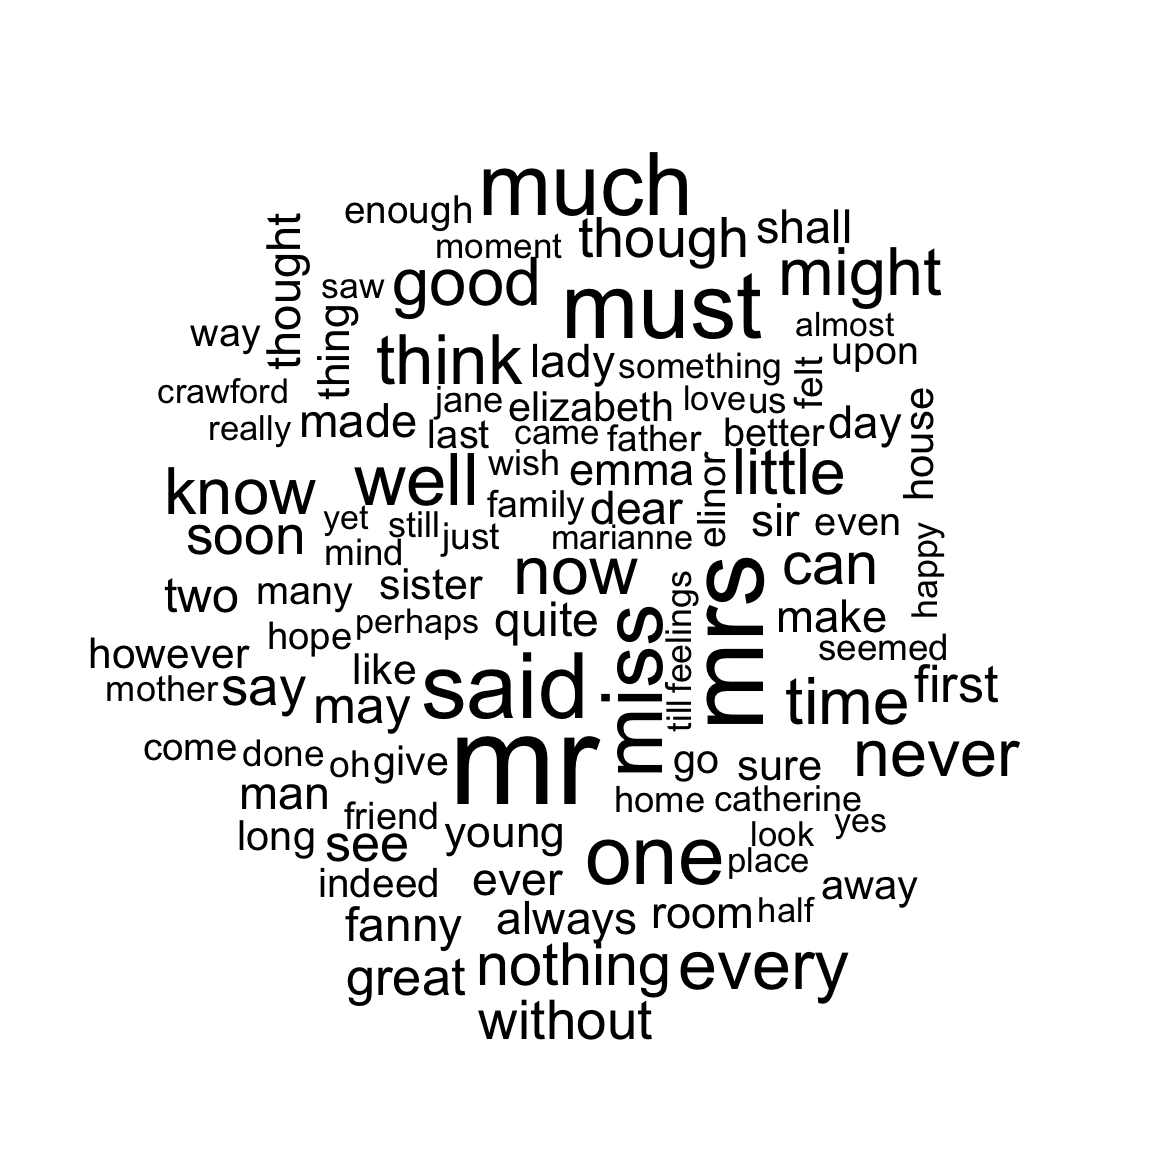 much
enough
thought
moment though shall
saw good must might
way thing almost
think lady something felt upon
crawford jane elizabeth love us house
really made last came father better day
know well wish emma elinor little
soon yet still just family dear sir even
mind marianne happy
two many sister now feelings mrs can
perhaps quite miss make
however hope seemed
mother say like said till time first
may
come done oh give mr go sure never
man home catherine
friend look yes
long see young one place
indeed ever away
fanny always room half
great nothing every
without